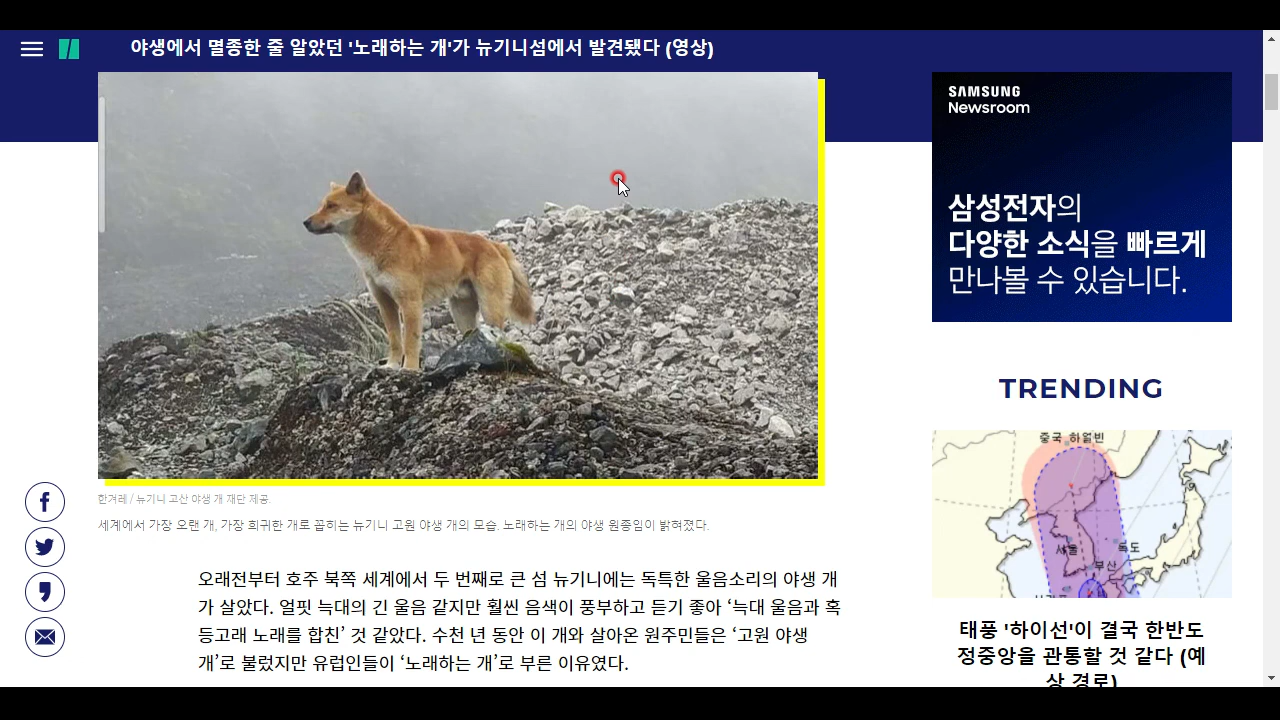 야생에서 멸종한 줄 알았던 '노래하는 개'가 뉴기니섬에서 발견됐다 (영상)
한겨레 / 뉴기니 고산 야생 개 재단 제공.
세계에서 가장 오랜 개, 가장 희귀한 개로 꼽히는 뉴기니 고원 야생 개의 모습. 노래하는 개의 야생 원종임이 밝혀졌다.
오래전부터 호주 북쪽 세계에서 두 번째로 큰 섬 뉴기니에는 독특한 울음소리의 야생 개
가 살았다. 얼핏 늑대의 긴 울음 같지만 훨씬 음색이 풍부하고 듣기 좋아 ‘늑대 울음과 혹
등고래 노래를 합친’ 것 같았다. 수천 년 동안 이 개와 살아온 원주민들은 ‘고원 야생
개’로 불렀지만 유럽인들이 ‘노래하는 개’로 부른 이유였다.
SAMSUNG
Newsroom
삼성전자의
다양한 소식을 빠르게
만나볼 수 있습니다.
TRENDING
중국 하얼빈
서울
독도
부산
태풍 '하이선'이 결국 한반도
정중앙을 관통할 것 같다 (예
상 경로)